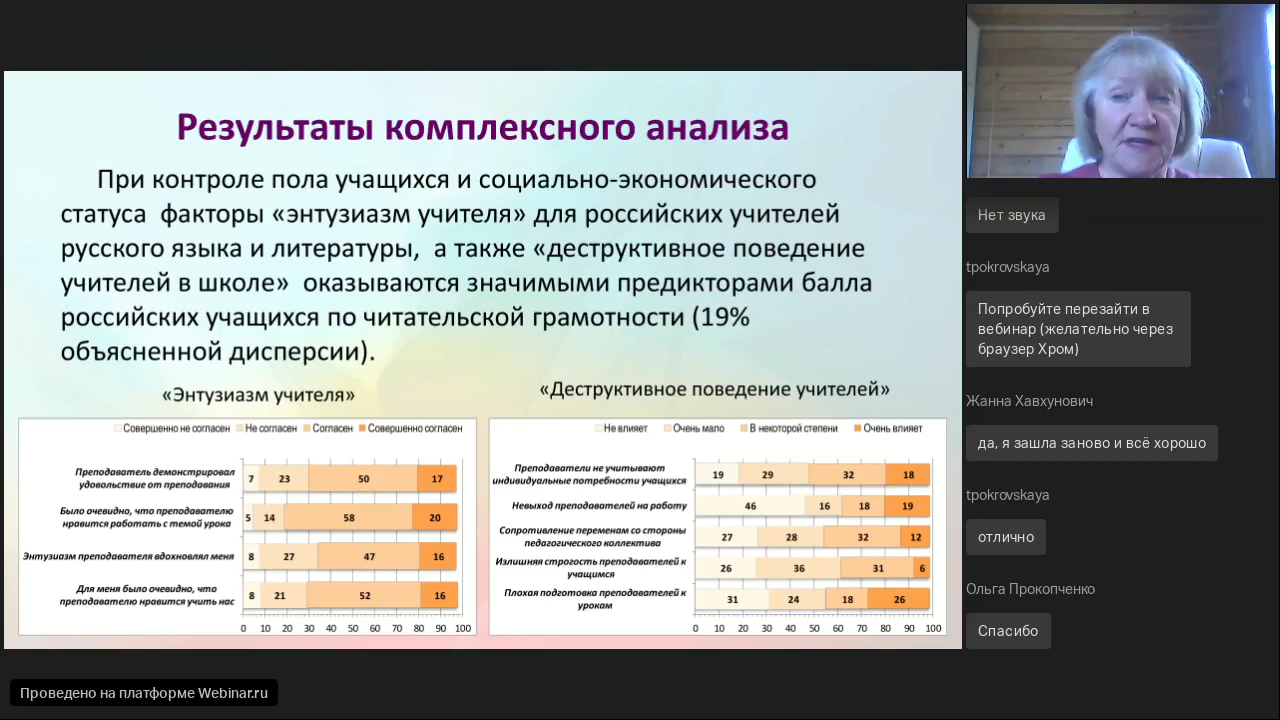 Результаты комплексного анализа
При контроле пола учащихся и социально-экономического
статуса факторы «энтузиазм учителя» для российских учителей
русского языка и литературы, а также «деструктивное поведение
учителей в школе» оказываются значимыми предикторами балла
российских учащихся по читательской грамотности (19%
объясненной дисперсии).
«Энтузиазм учителя»
Совершенно не согласен Не согласен Согласен Совершенно согласен
Преподаватель демонстрировал
удовольствие от преподавания
7 23 50 17
Было очевидно, что преподавателю
нравится работать с темой урока
5 14 58 20
Энтузиазм преподавателя вдохновлял меня
8 27 47 16
Для меня было очевидно, что
преподавателю нравится учить нас
8 21 52 16
0 10 20 30 40 50 60 70 80 90 100
«Деструктивное поведение учителей»
Не влияет Очень мало В некоторой степени Очень влияет
Преподаватели не учитывают
индивидуальные потребности учащихся
19 29 32 18
Невыход преподавателей на работу
46 16 18 19
Сопротивление переменам со стороны
педагогического коллектива
27 28 32 12
Излишняя строгость преподавателей к
учащимся
26 36 31 6
Плохая подготовка преподавателей к
урокам
31 24 18 26
0 10 20 30 40 50 60 70 80 90 100
Нет звука
tpokrovskaya
Попробуйте перезайти в
вебинар (желательно через
браузер Хром)
Жанна Хавхунович
да, я зашла заново и всё хорошо
tpokrovskaya
отлично
Ольга Прокопченко
Спасибо
Проведено на платформе Webinar.ru